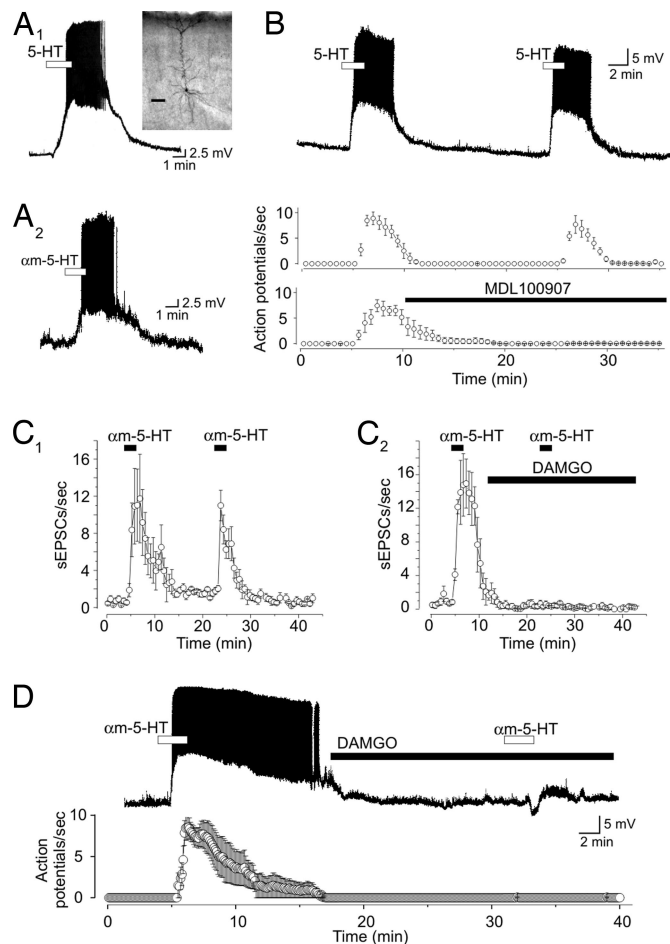 A1
5-HT
2.5 mV
1 min
B
5-HT
5-HT
5 mV
2 min
A2
αm-5-HT
2.5 mV
1 min
Action potentials/sec
10
5
0
10
5
0
MDL100907
0 10 20 30
Time (min)
C1
αm-5-HT αm-5-HT
sEPSCs/sec
16
12
8
4
0
0 10 20 30 40
Time (min)
C2
αm-5-HT αm-5-HT
DAMGO
sEPSCs/sec
16
12
8
4
0
0 10 20 30 40
Time (min)
D
αm-5-HT
DAMGO
αm-5-HT
5 mV
2 min
Action
potentials/sec
10
5
0
0 10 20 30 40
Time (min)